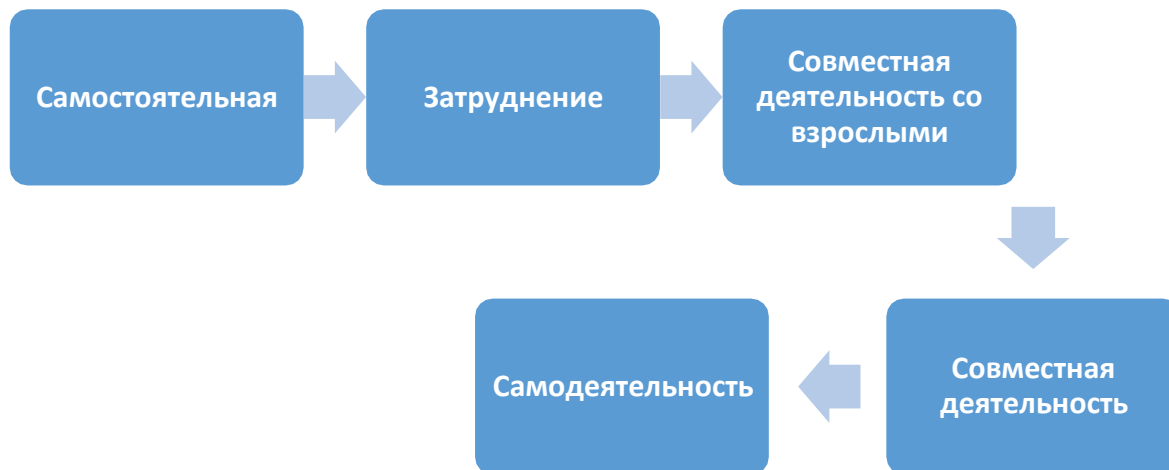 Самостоятельная
Затруднение
Совместная
деятельность со
взрослыми
Совместная
деятельность
Самодеятельность